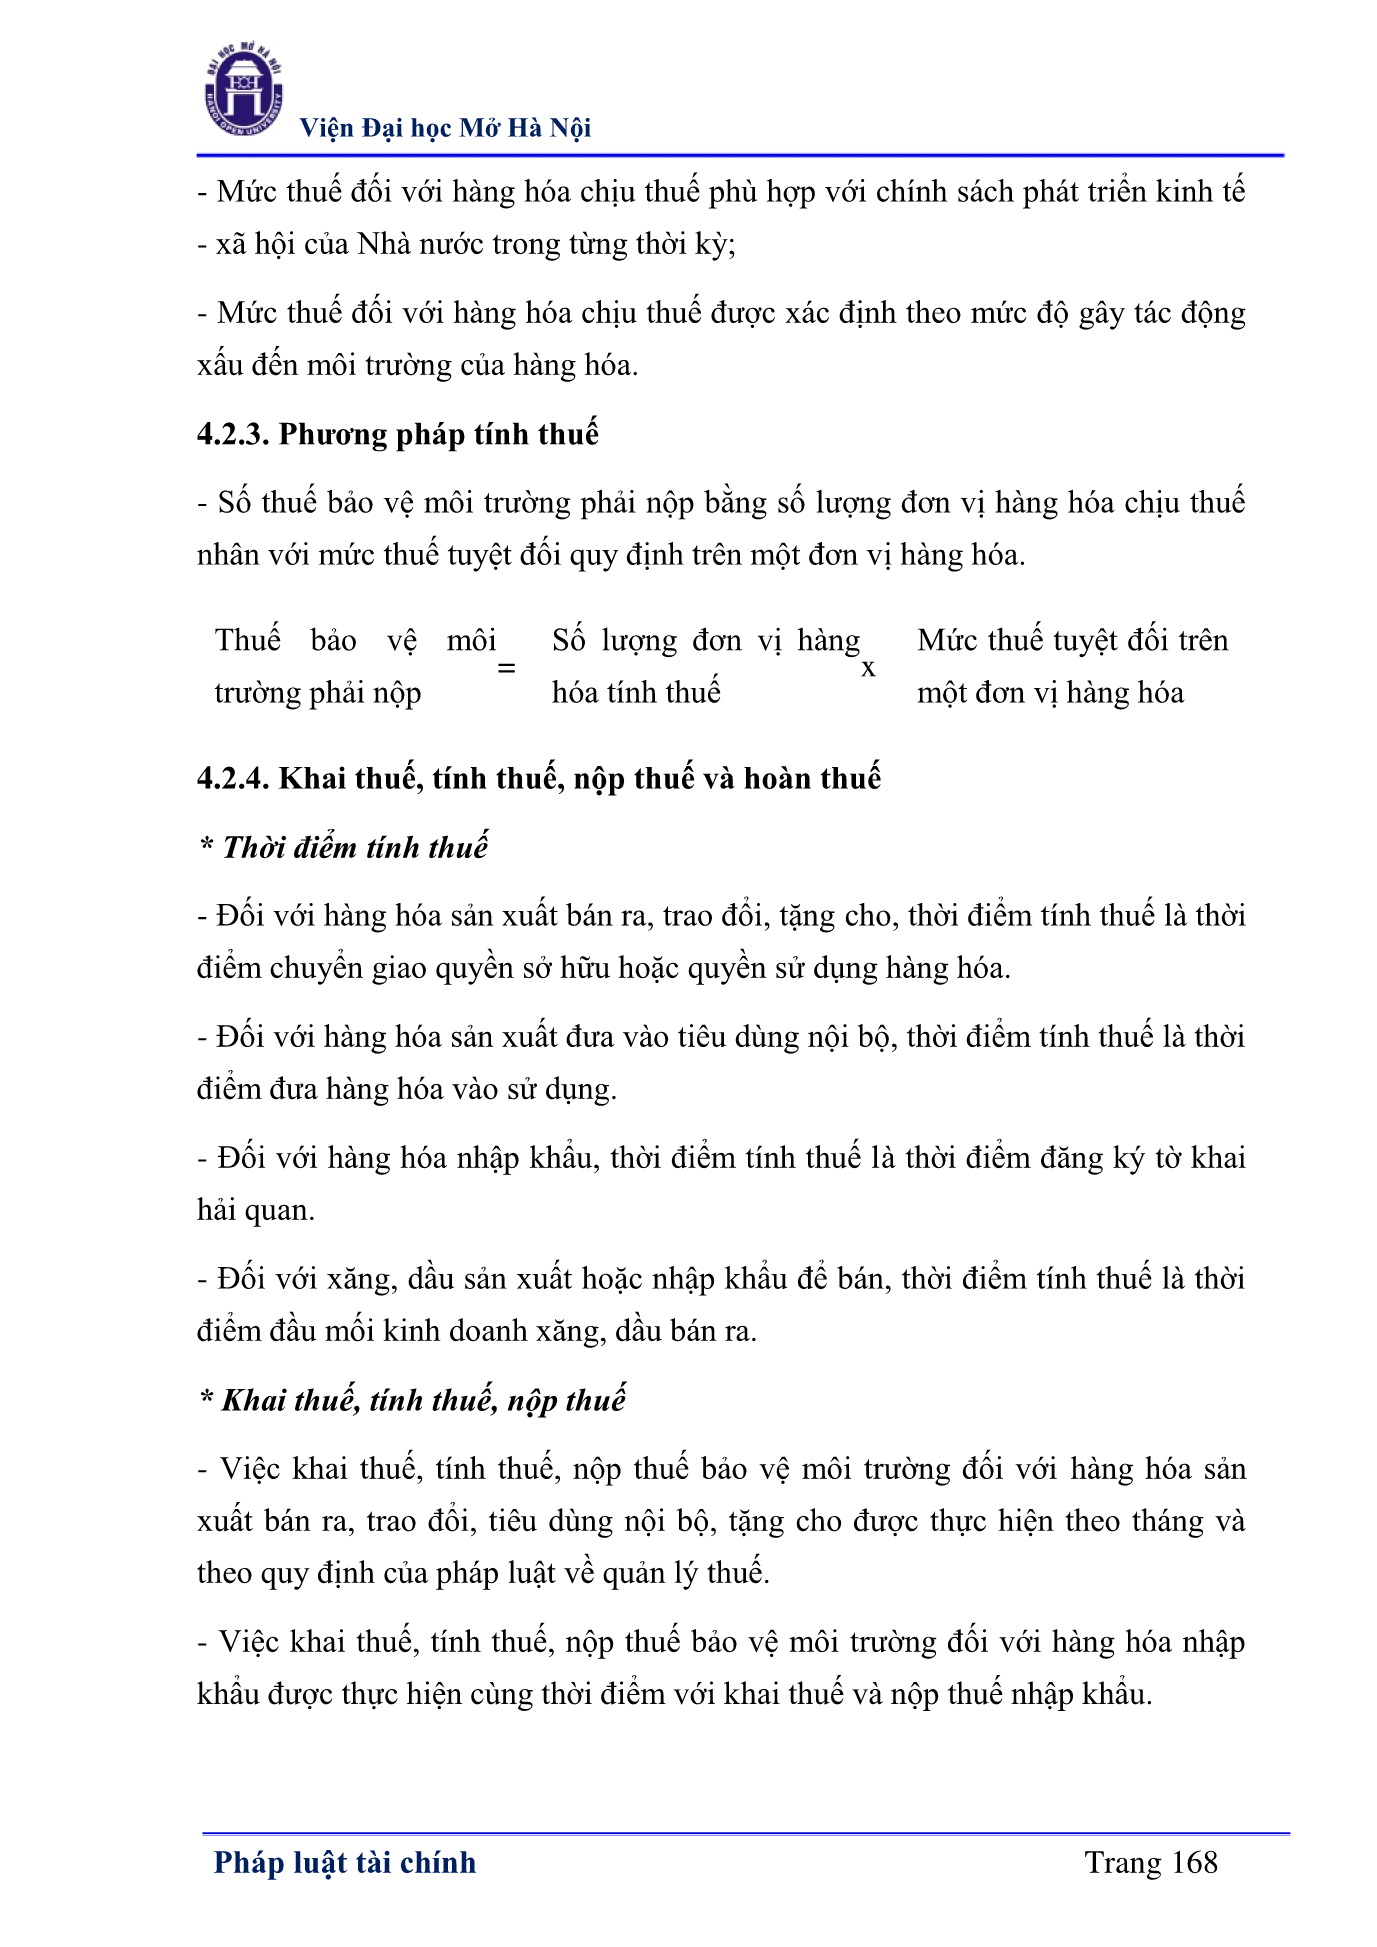 ĐẠI HỌC MỞ HÀ NỘI
HANOI OPEN UNIVERSITY
Viện Đại học Mở Hà Nội
- Mức thuế đối với hàng hóa chịu thuế phù hợp với chính sách phát triển kinh tế
- xã hội của Nhà nước trong từng thời kỳ;
- Mức thuế đối với hàng hóa chịu thuế được xác định theo mức độ gây tác động
xấu đến môi trường của hàng hóa.
4.2.3. Phương pháp tính thuế
- Số thuế bảo vệ môi trường phải nộp bằng số lượng đơn vị hàng hóa chịu thuế
nhân với mức thuế tuyệt đối quy định trên một đơn vị hàng hóa.
Thuế bảo vệ môi
trường phải nộp
=
Số lượng đơn vị hàng
hóa tính thuế
x
Mức thuế tuyệt đối trên
một đơn vị hàng hóa
4.2.4. Khai thuế, tính thuế, nộp thuế và hoàn thuế
* Thời điểm tính thuế
- Đối với hàng hóa sản xuất bán ra, trao đổi, tặng cho, thời điểm tính thuế là thời
điểm chuyển giao quyền sở hữu hoặc quyền sử dụng hàng hóa.
- Đối với hàng hóa sản xuất đưa vào tiêu dùng nội bộ, thời điểm tính thuế là thời
điểm đưa hàng hóa vào sử dụng.
- Đối với hàng hóa nhập khẩu, thời điểm tính thuế là thời điểm đăng ký tờ khai
hải quan.
- Đối với xăng, dầu sản xuất hoặc nhập khẩu để bán, thời điểm tính thuế là thời
điểm đầu mối kinh doanh xăng, dầu bán ra.
* Khai thuế, tính thuế, nộp thuế
- Việc khai thuế, tính thuế, nộp thuế bảo vệ môi trường đối với hàng hóa sản
xuất bán ra, trao đổi, tiêu dùng nội bộ, tặng cho được thực hiện theo tháng và
theo quy định của pháp luật về quản lý thuế.
- Việc khai thuế, tính thuế, nộp thuế bảo vệ môi trường đối với hàng hóa nhập
khẩu được thực hiện cùng thời điểm với khai thuế và nộp thuế nhập khẩu.
Pháp luật tài chính
Trang 168